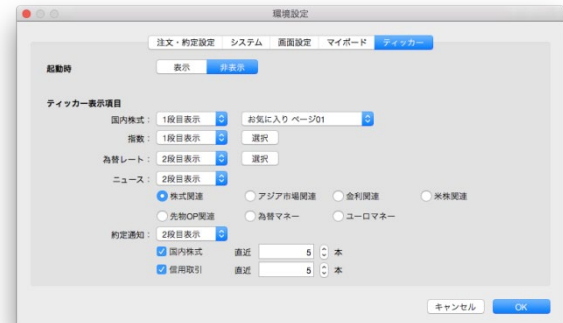 環境設定
注文・約定設定 システム 画面設定 マイボード ティッカー
起動時 表示 非表示
ティッカー表示項目
国内株式： 1段目表示 お気に入り ページ01
指数： 1段目表示 選択
為替レート： 2段目表示 選択
ニュース： 2段目表示
株式関連 アジア市場関連 金利関連 米株関連
先物OP関連 為替マネー ユーロマネー
約定通知： 2段目表示
国内株式 直近 5 本
信用取引 直近 5 本
キャンセル OK